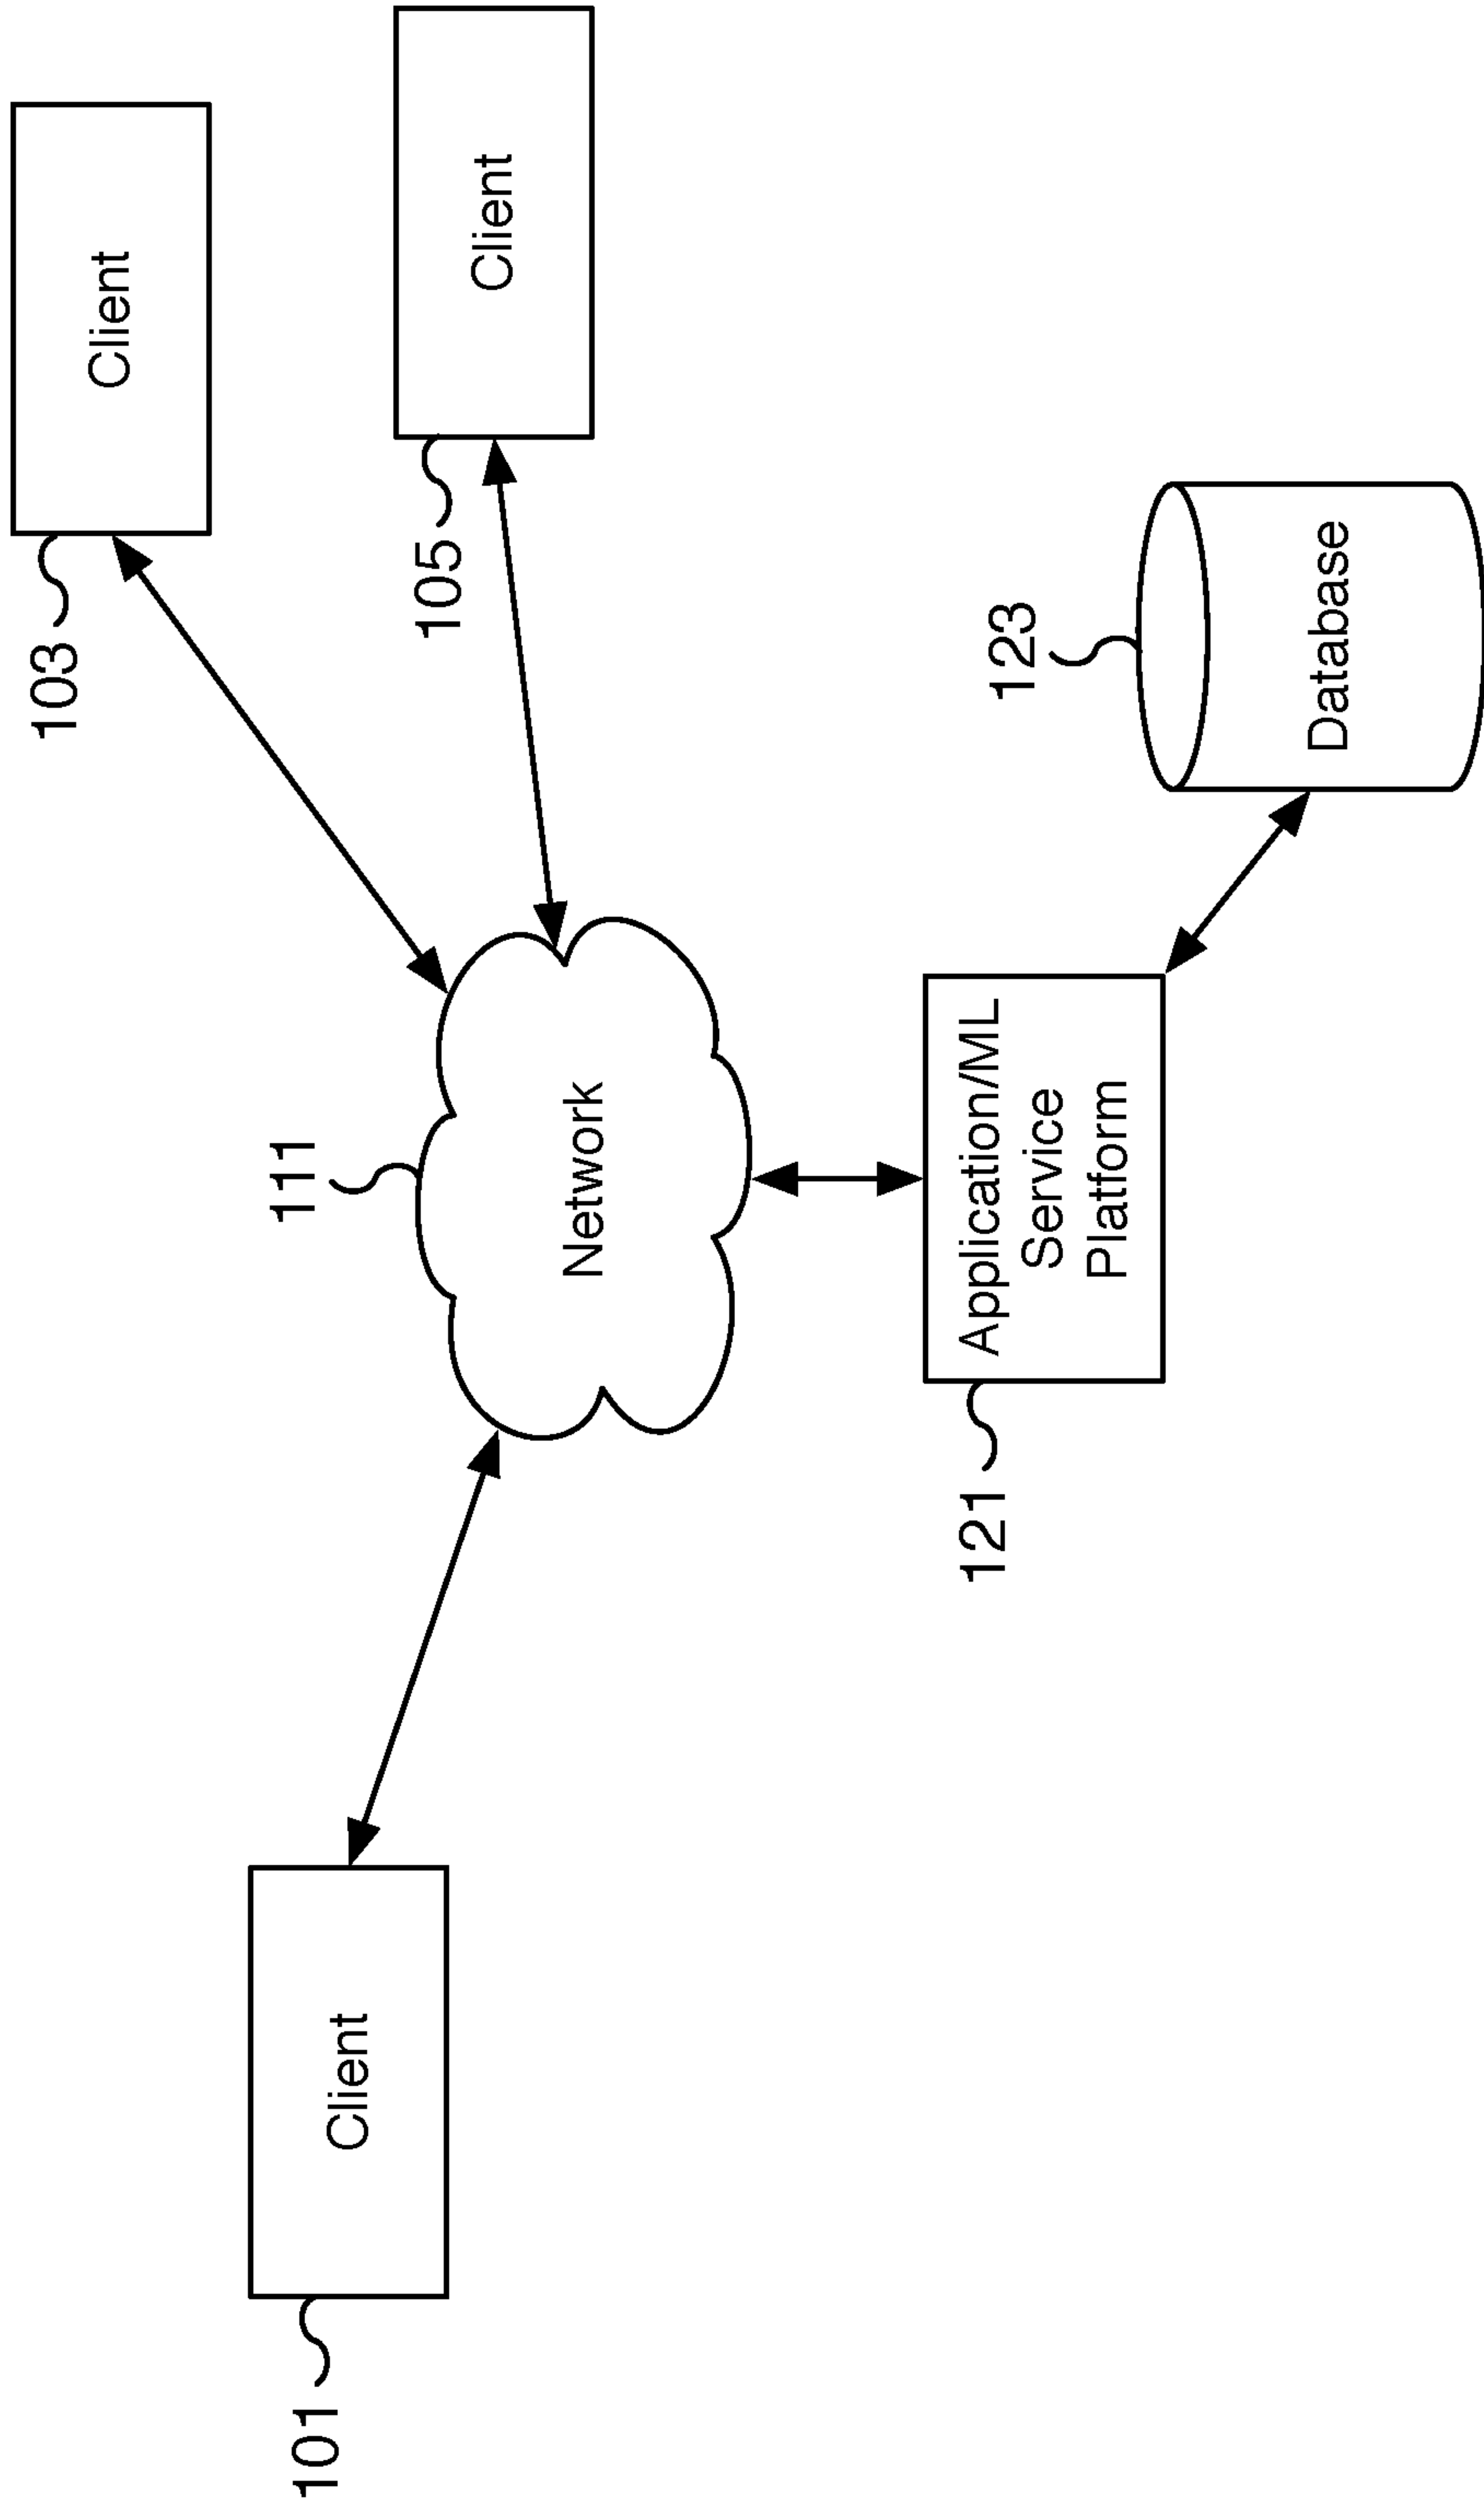 103
Client
101
Client
105
Client
111
Network
121
Application/ML
Service
Platform
123
Database